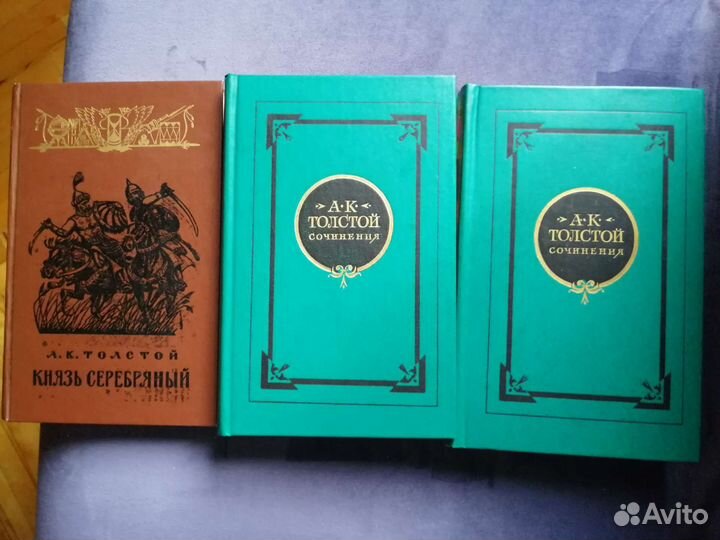 А. К. ТОЛСТОЙ
КНЯЗЬ СЕРЕБРЯНЫЙ
А·К·
ТОЛСТОЙ
СОЧИНЕНИЯ
А·К·
ТОЛСТОЙ
СОЧИНЕНИЯ
Avito